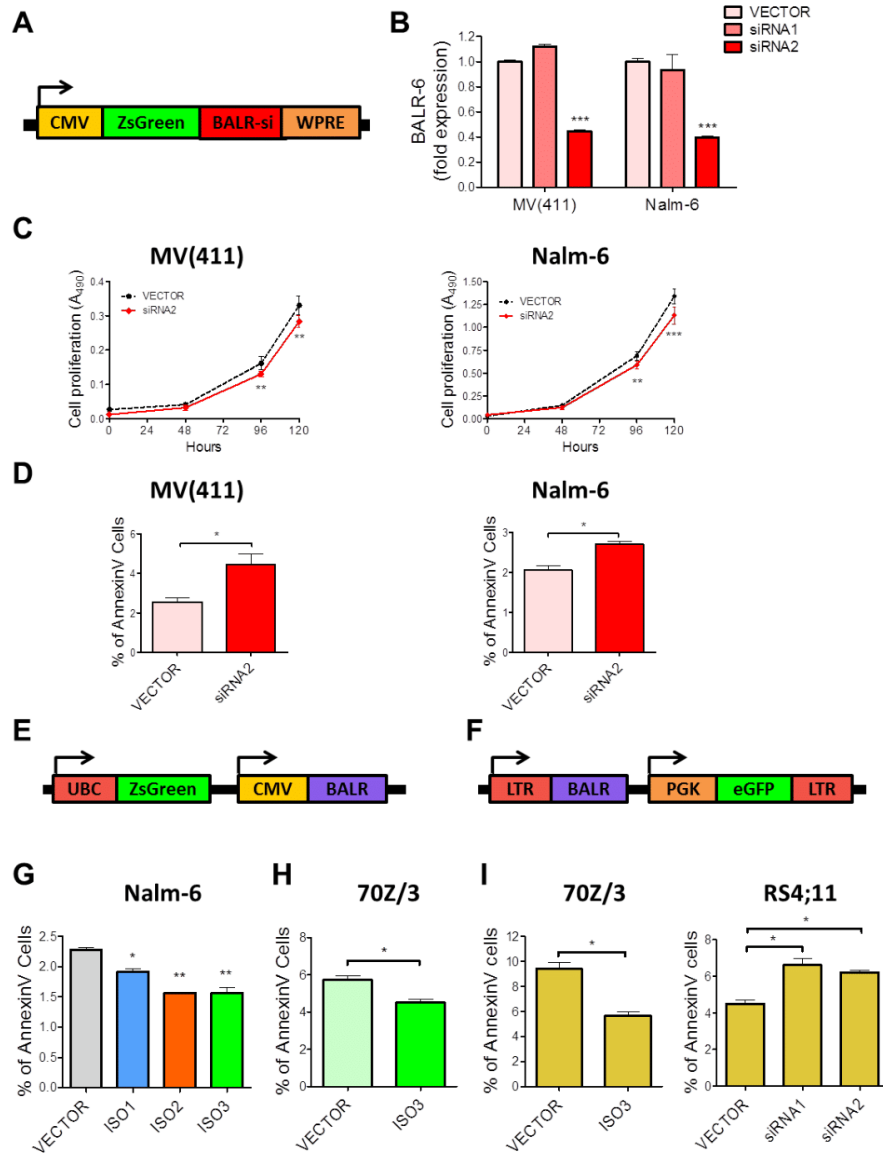 A
CMV ZsGreen BALR-si WPRE
B
VECTOR
siRNA1
siRNA2
BALR-6
(fold expression)
1.2
1.0
0.8
0.6
0.4
0.2
0.0
*** ***
MV(411) Nalm-6
C
MV(411)
Cell proliferation (A490)
0.4
0.3
0.2
0.1
0.0
VECTOR
siRNA2
** **
0 24 48 72 96 120
Hours
Nalm-6
Cell proliferation (A490)
1.50
1.25
1.00
0.75
0.50
0.25
0.00
VECTOR
siRNA2
** ***
0 24 48 72 96 120
Hours
D
MV(411)
% of AnnexinV Cells
6
4
2
0
*
VECTOR siRNA2
Nalm-6
% of AnnexinV Cells
3
2
1
0
*
VECTOR siRNA2
E
UBC ZsGreen CMV BALR
F
LTR BALR PGK eGFP LTR
G
Nalm-6
% of AnnexinV Cells
2.5
2.0
1.5
1.0
0.5
0.0
* ** **
VECTOR ISO1 ISO2 ISO3
H
70Z/3
% of AnnexinV Cells
8
6
4
2
0
*
VECTOR ISO3
I
70Z/3
% of AnnexinV cells
12
10
8
6
4
2
0
*
VECTOR ISO3
RS4;11
% of AnnexinV Cells
8
6
4
2
0
*
*
VECTOR siRNA1 siRNA2